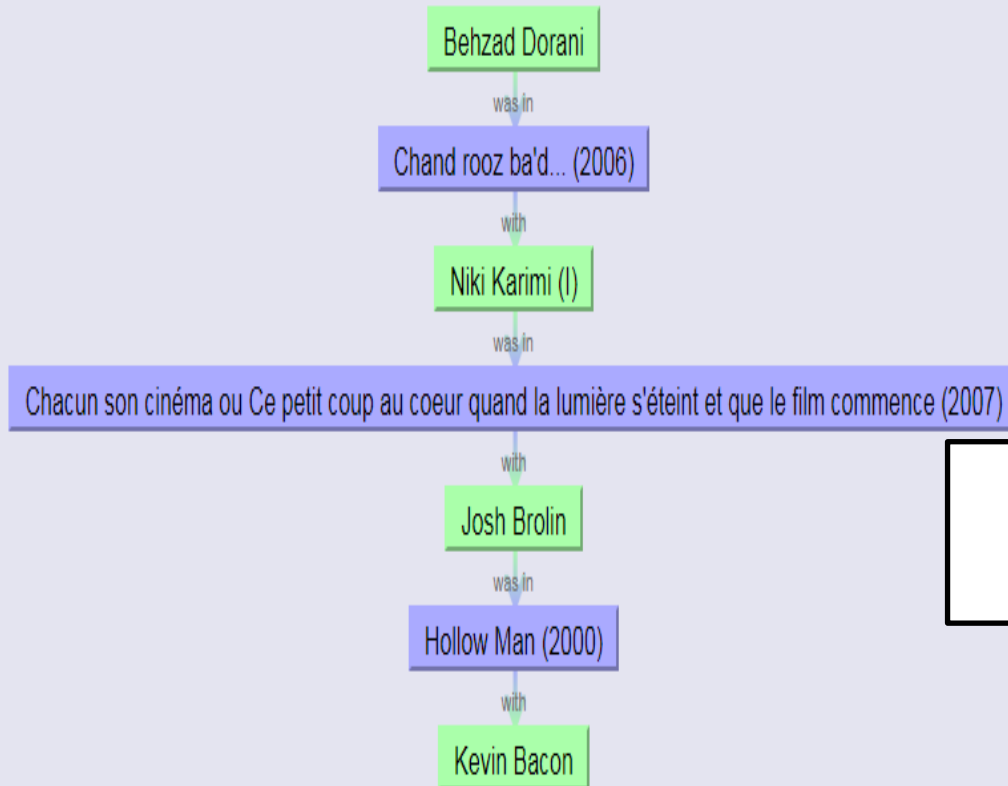 Behzad Dorani
was in
Chand rooz ba'd... (2006)
with
Niki Karimi (I)
was in
Chacun son cinéma ou Ce petit coup au coeur quand la lumière s'éteint et que le film commence (2007)
with
Josh Brolin
was in
Hollow Man (2000)
with
Kevin Bacon